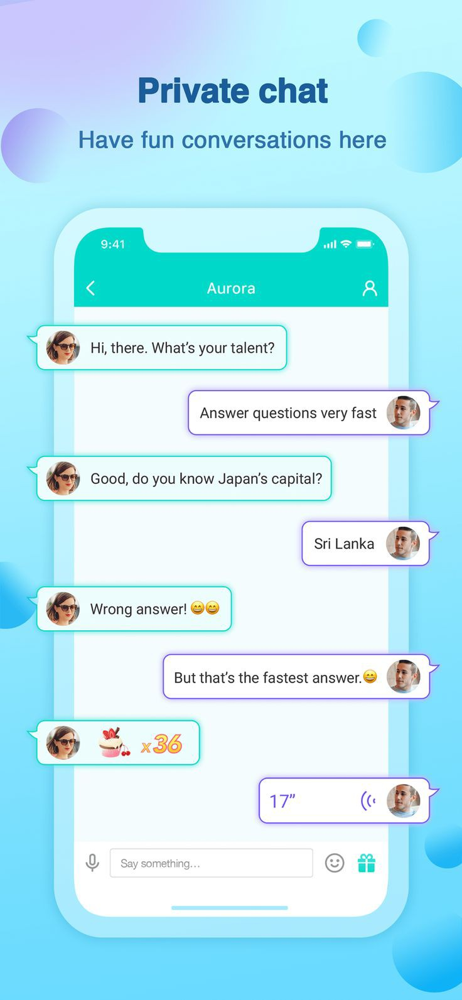 Private chat
Have fun conversations here
9:41
Aurora
Hi, there. What’s your talent?
Answer questions very fast
Good, do you know Japan’s capital?
Sri Lanka
Wrong answer! 😄😄
But that’s the fastest answer.😄
x36
17”
Say something...